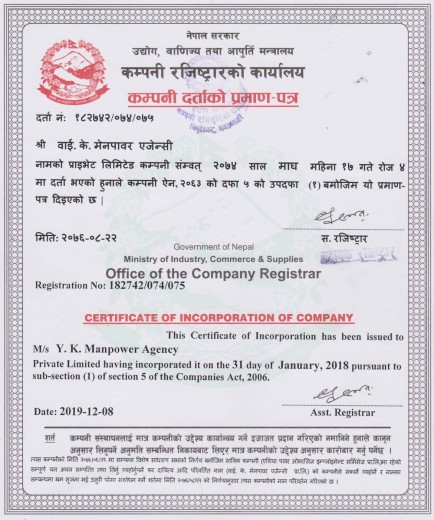 नेपाल सरकार
उद्योग, वाणिज्य तथा आपुर्ति मन्त्रालय
कम्पनी रजिष्ट्रारको कार्यालय
कम्पनी दर्ताको प्रमाण-पत्र
दर्ता नं: १८२७४२/०७४/०७५
श्री वाई. के. मेनपावर एजेन्सी
नामको प्राइभेट लिमिटेड कम्पनी संम्वत् २०७४ साल माघ महिना १७ गते रोज ४
मा दर्ता भएको हुनाले कम्पनी ऐन, २०६३ को दफा ५ को उपदफा (१) बमोजिम यो प्रमाण-
पत्र दिइएको छ।
मिति: २०७६-०८-२२
स. रजिष्ट्रार
Government of Nepal
Ministry of Industry, Commerce & Supplies
Office of the Company Registrar
Registration No: 182742/074/075
CERTIFICATE OF INCORPORATION OF COMPANY
This Certificate of Incorporation has been issued to
M/s Y. K. Manpower Agency
Private Limited having incorporated it on the 31 day of January, 2018 pursuant to
sub-section (1) of section 5 of the Companies Act, 2006.
Date: 2019-12-08
Asst. Registrar
शर्त कम्पनी संस्थापनलाई मात्र कम्पनीको उद्देश्य कार्यान्वय गर्ने इजाजत प्रदान गरिएको नमानिने हुनाले कानुन
अनुसार लिनुपर्ने अनुमति सम्बन्धित निकायबाट लिएर मात्र कम्पनीको उद्देश्य अनुसार कारोबार गर्नु पर्नेछ।